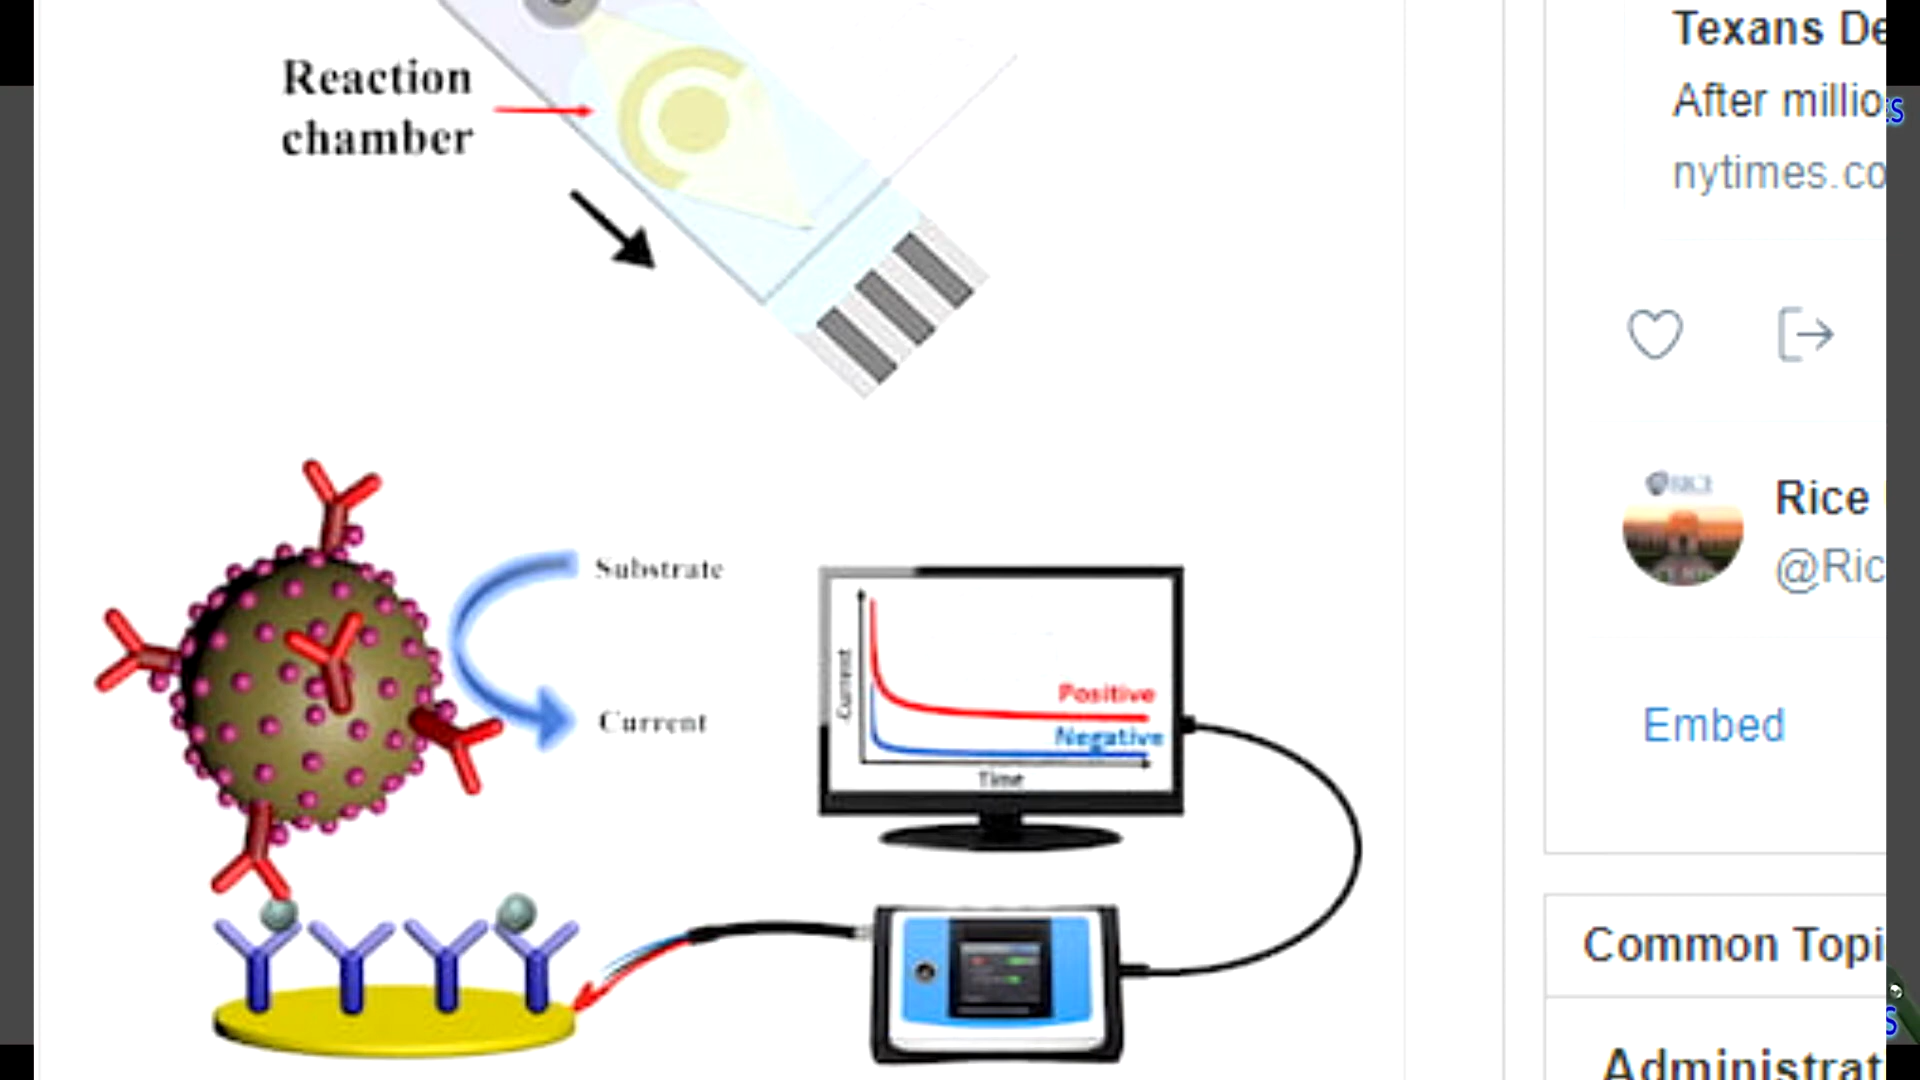 Reaction
chamber
Substrate
Current
Current
Positive
Negative
Time
Texans De
After millio
nytimes.co
RICE
Rice
@Ric
Embed
Common Topi
Administrat